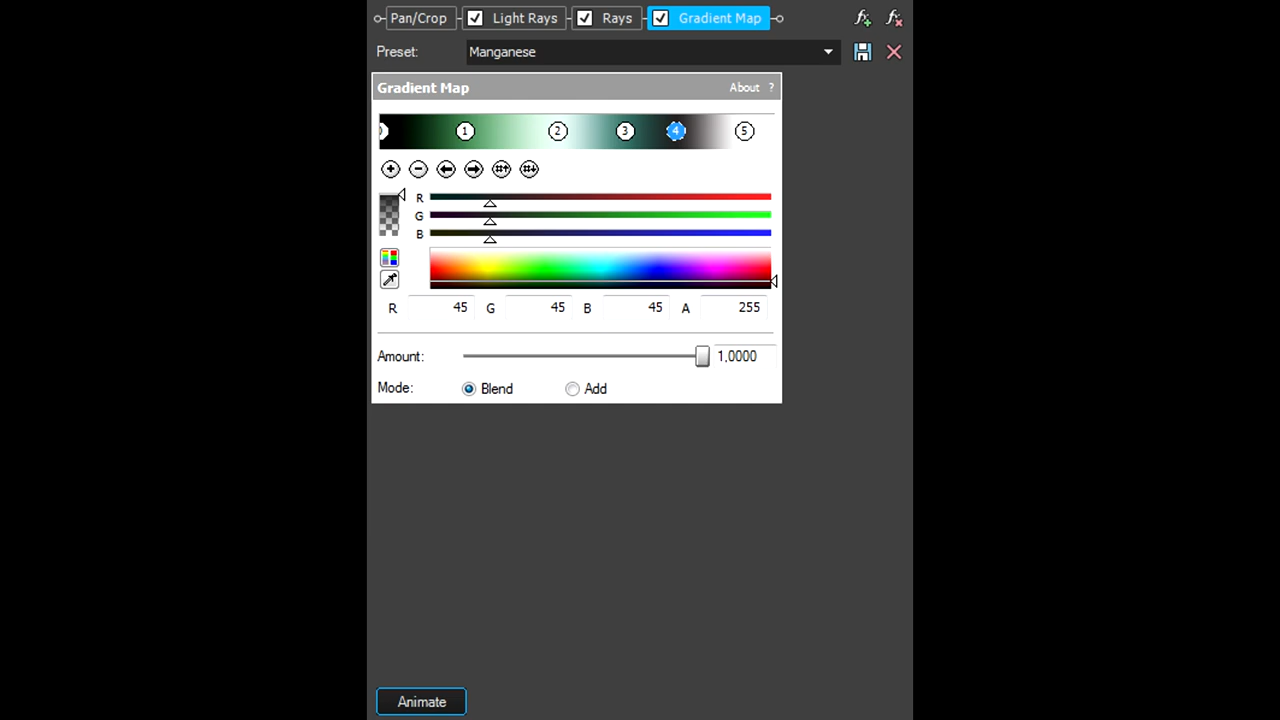 Pan/Crop Light Rays Rays Gradient Map
Preset: Manganese
Gradient Map About ?
1 2 3 4 5
R
G
B
R 45 G 45 B 45 A 255
Amount: 1,0000
Mode: Blend Add
Animate